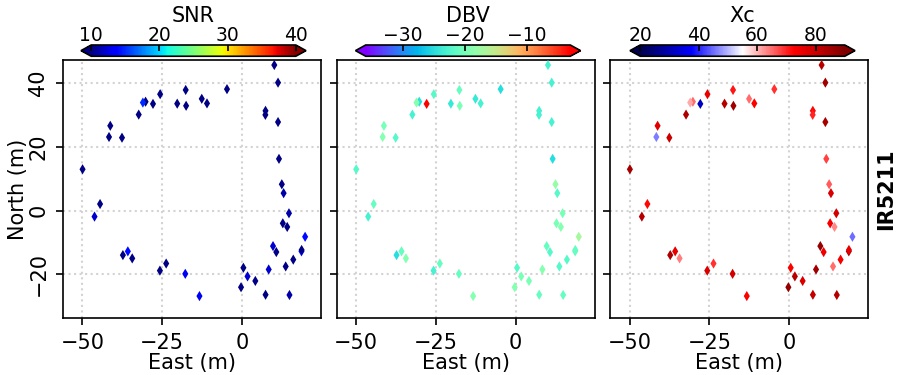 SNR DBV Xc
10 20 30 40 −30 −20 −10 20 40 60 80
40
20
0
−20
North (m)
IR5211
−50 −25 0 −50 −25 0 −50 −25 0
East (m) East (m) East (m)